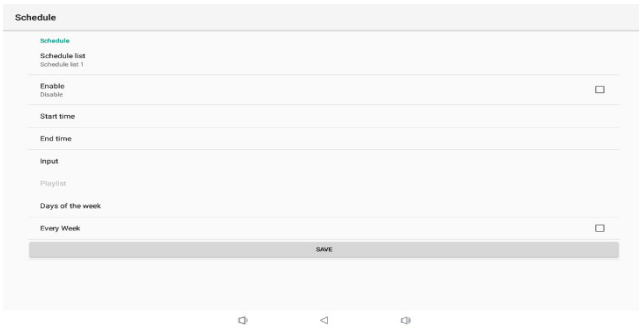 Schedule
Schedule
Schedule list
Schedule list 1
Enable
Disable
Start time
End time
Input
Playlist
Days of the week
Every Week
SAVE